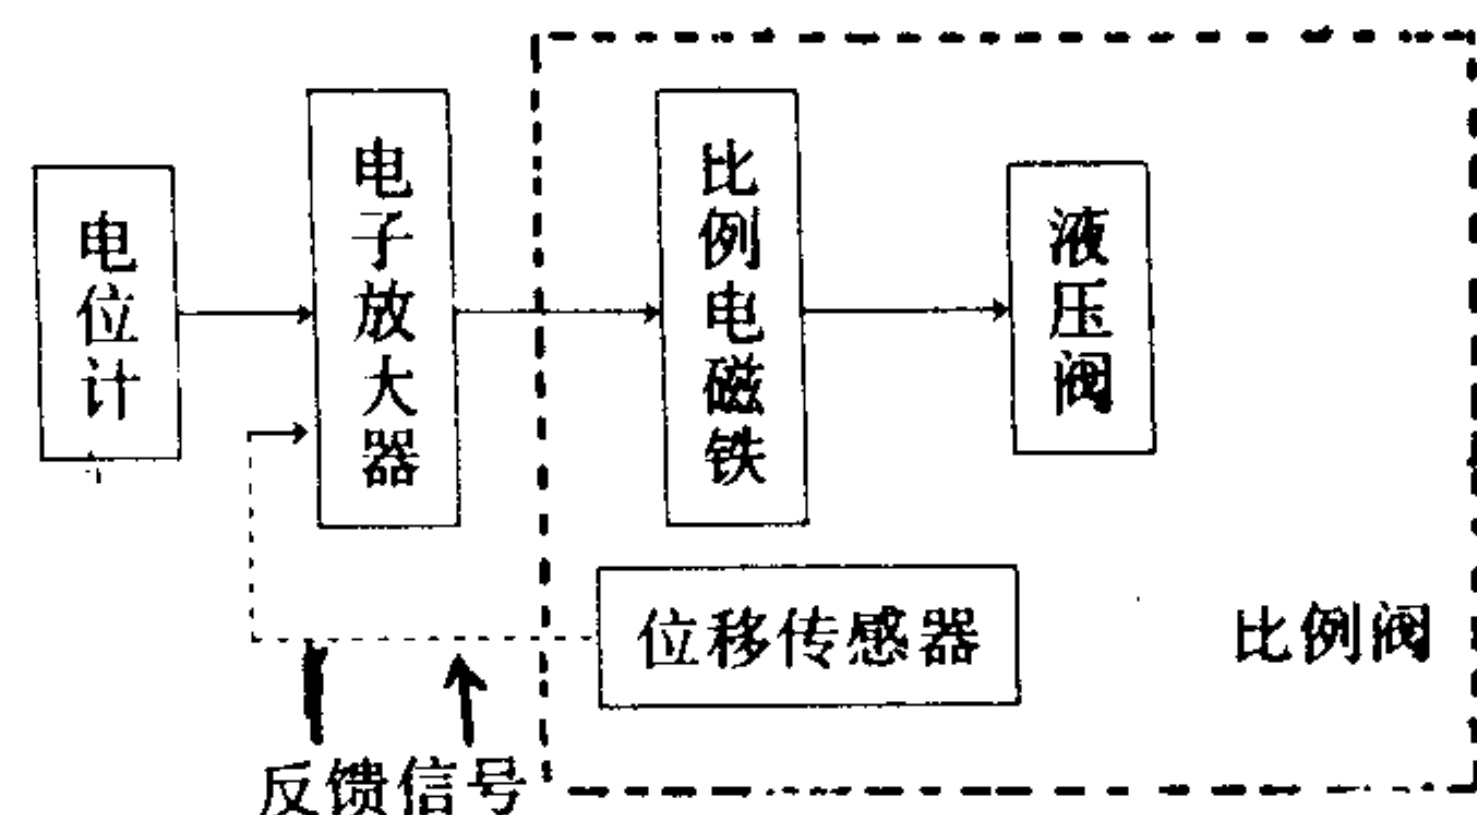 电位计
电子放大器
比例电磁铁
液压阀
位移传感器
比例阀
反馈信号